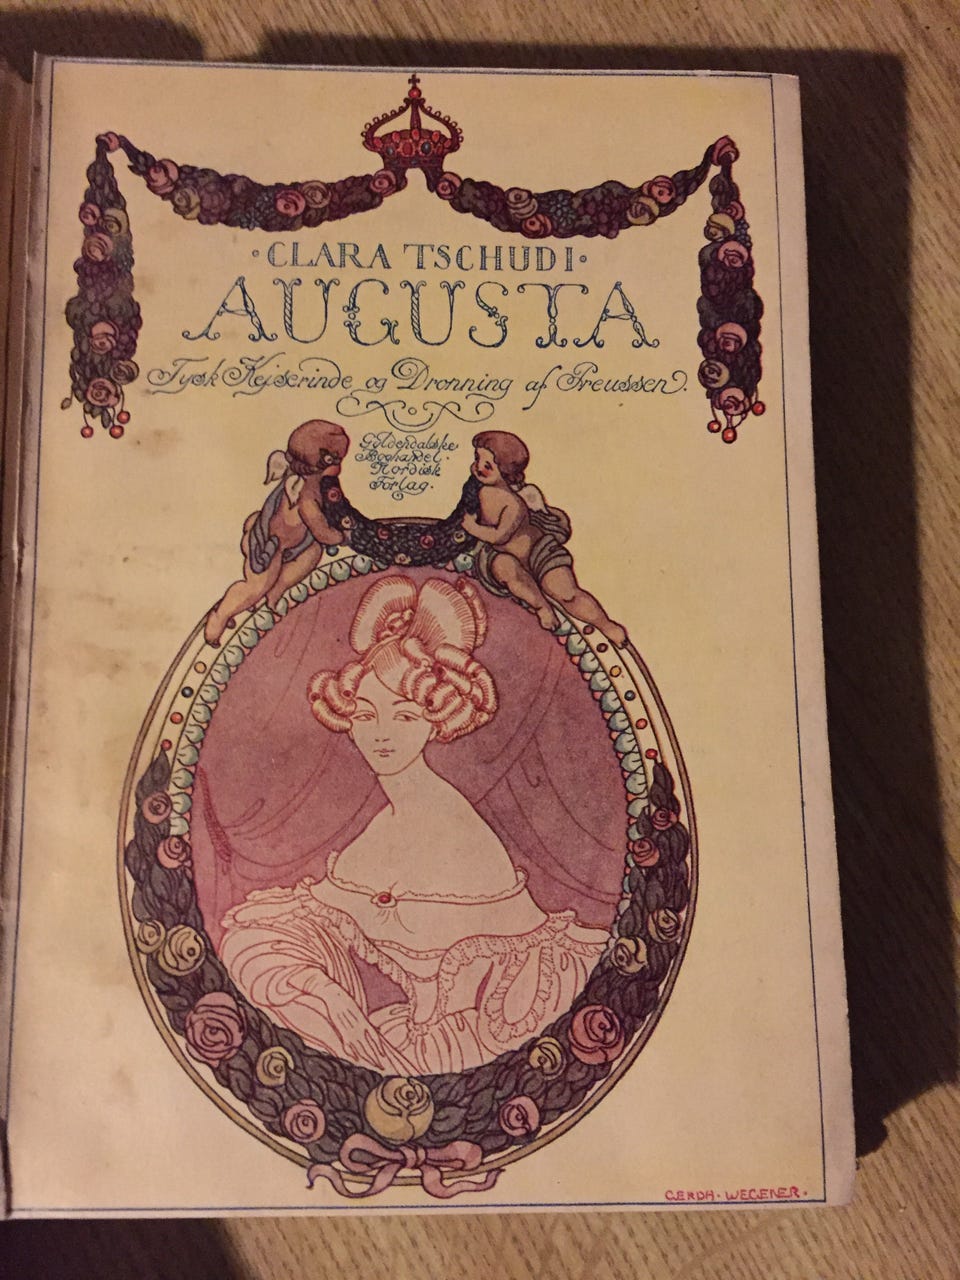 ·CLARA TSCHUDI·
AUGUSTA
Tysk Kejserinde og Dronning af Preussen.
Gyldendalske
Boghandel·
Nordisk
Forlag.
GERDA·WEGENER·